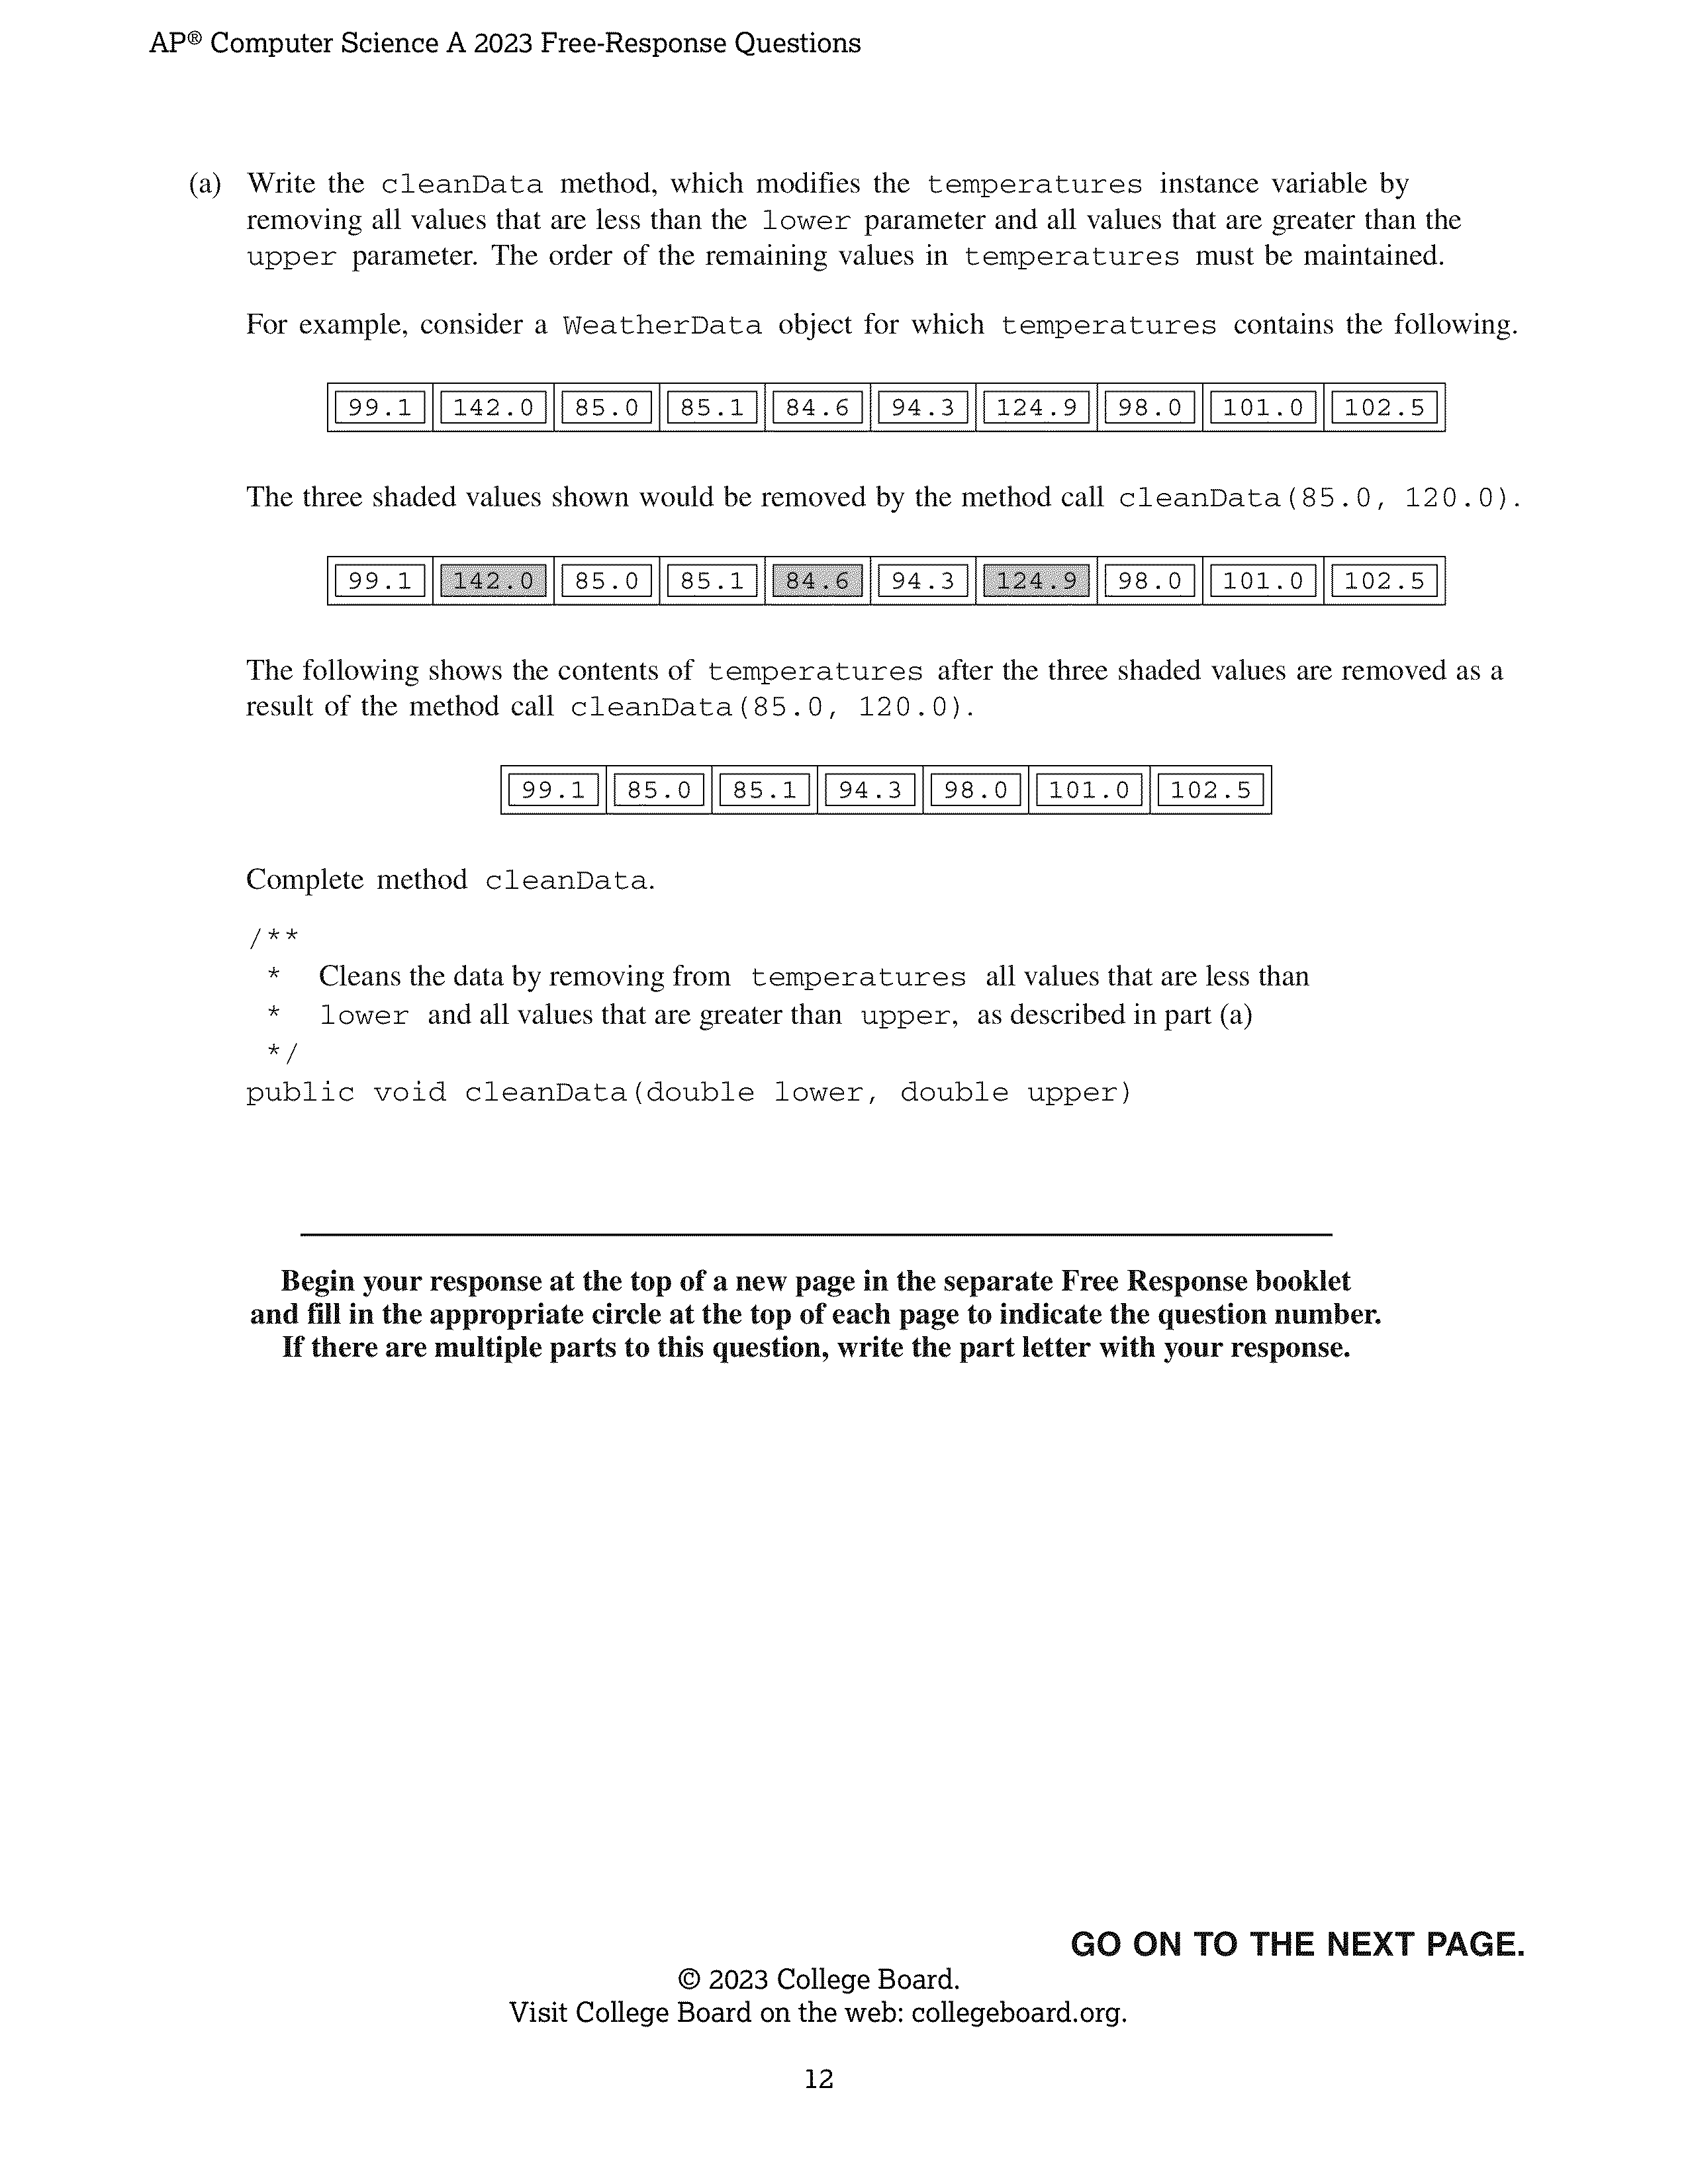 AP® Computer Science A 2023 Free-Response Questions
(a) Write the cleanData method, which modifies the temperatures instance variable by
removing all values that are less than the lower parameter and all values that are greater than the
upper parameter. The order of the remaining values in temperatures must be maintained.
For example, consider a WeatherData object for which temperatures contains the following.
99.1 142.0 85.0 85.1 84.6 94.3 124.9 98.0 101.0 102.5
The three shaded values shown would be removed by the method call cleanData(85.0, 120.0).
99.1 142.0 85.0 85.1 84.6 94.3 124.9 98.0 101.0 102.5
The following shows the contents of temperatures after the three shaded values are removed as a
result of the method call cleanData(85.0, 120.0).
99.1 85.0 85.1 94.3 98.0 101.0 102.5
Complete method cleanData.
/**
* Cleans the data by removing from temperatures all values that are less than
* lower and all values that are greater than upper, as described in part (a)
*/
public void cleanData(double lower, double upper)
Begin your response at the top of a new page in the separate Free Response booklet
and fill in the appropriate circle at the top of each page to indicate the question number.
If there are multiple parts to this question, write the part letter with your response.
GO ON TO THE NEXT PAGE.
© 2023 College Board.
Visit College Board on the web: collegeboard.org.
12